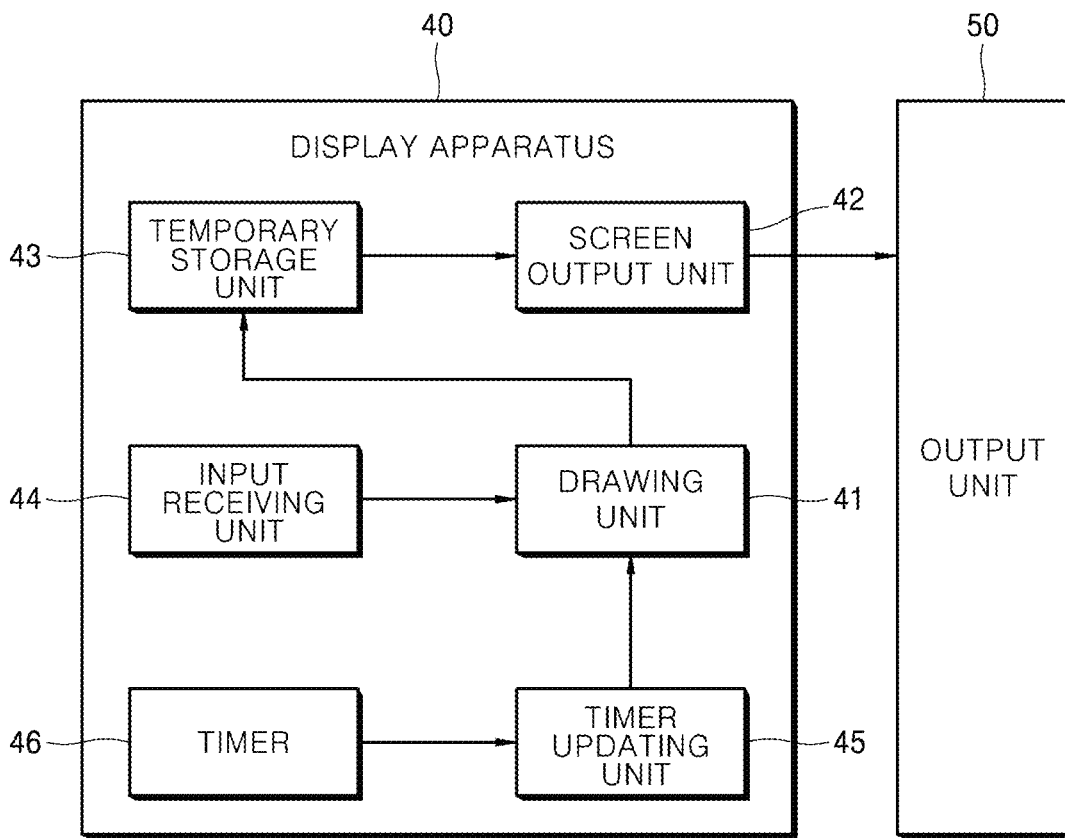 40
50
DISPLAY APPARATUS
42
TEMPORARY
STORAGE
UNIT
43
SCREEN
OUTPUT UNIT
INPUT
RECEIVING
UNIT
44
DRAWING
UNIT
41
OUTPUT
UNIT
TIMER
46
TIMER
UPDATING
UNIT
45